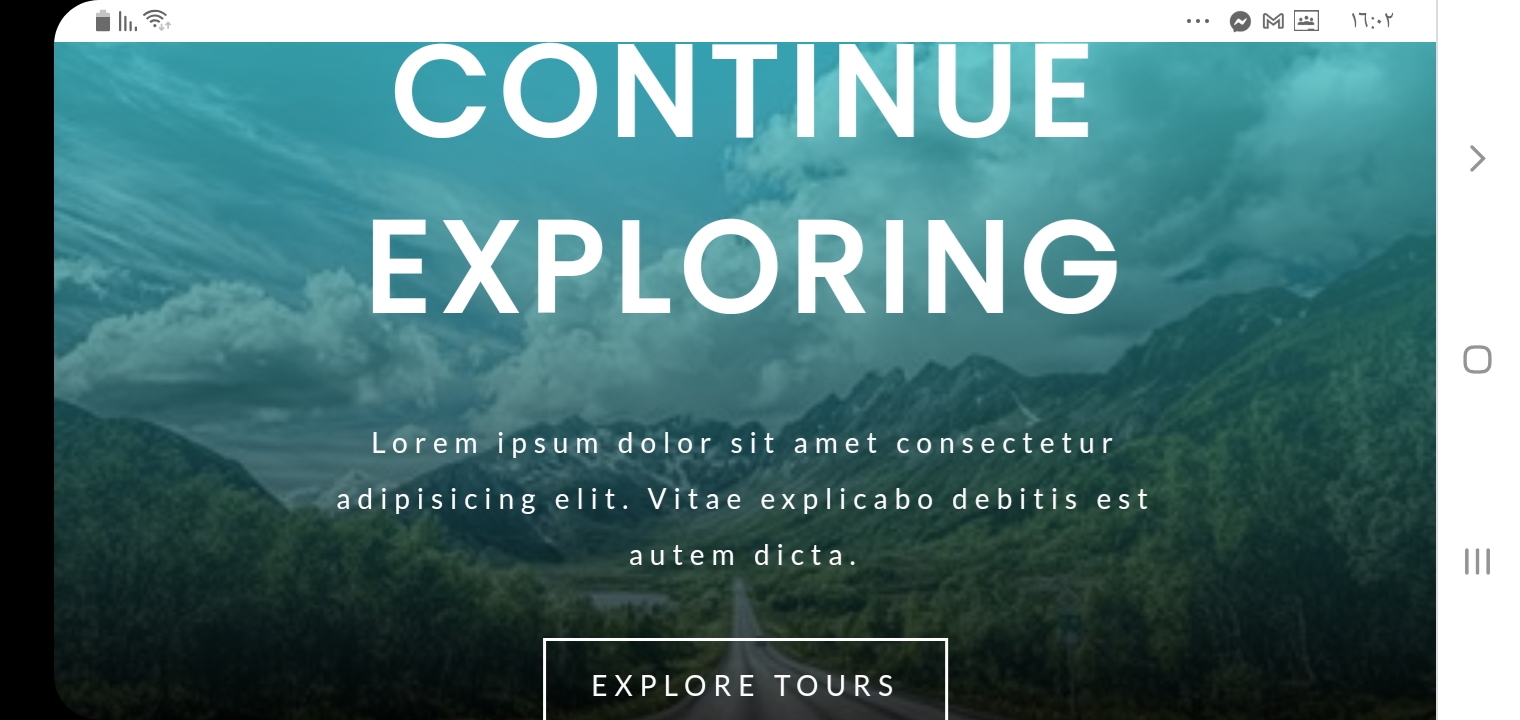 ١٦:٠٢
CONTINUE
EXPLORING
Lorem ipsum dolor sit amet consectetur
adipisicing elit. Vitae explicabo debitis est
autem dicta.
EXPLORE TOURS